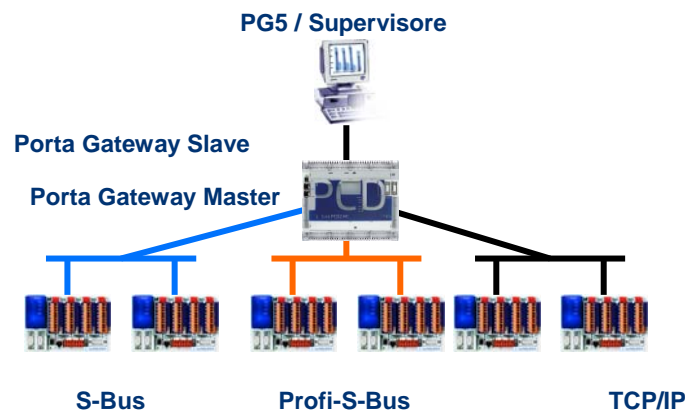 PG5 / Supervisore
Porta Gateway Slave
Porta Gateway Master
PCD
S-Bus
Profi-S-Bus
TCP/IP